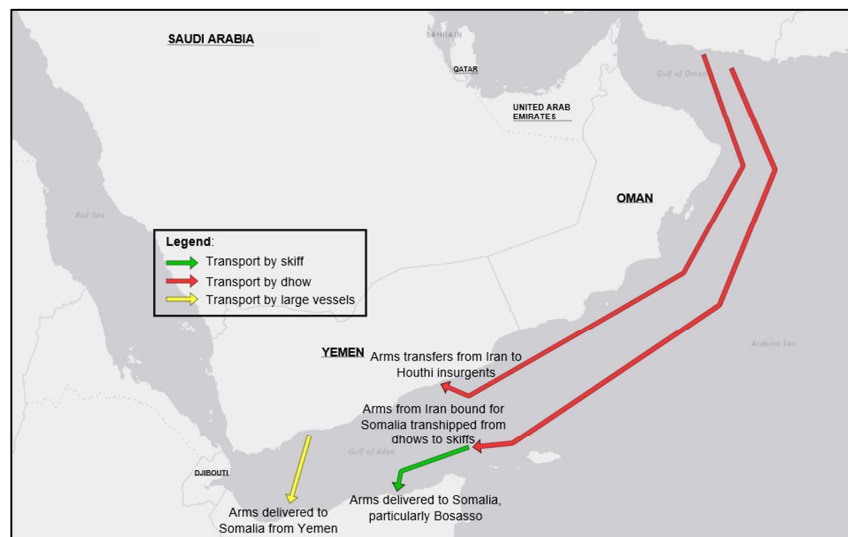 SAUDI ARABIA
BAHRAIN
QATAR
Gulf of Oman
UNITED ARAB
EMIRATES
OMAN
Red Sea
Legend:
Transport by skiff
Transport by dhow
Transport by large vessels
YEMEN
Arms transfers from Iran to
Houthi insurgents
Arabian Sea
Arms from Iran bound for
Somalia transhipped from
dhows to skiffs
Gulf of Aden
DJIBOUTI
Arms delivered to
Somalia from Yemen
Arms delivered to Somalia,
particularly Bosasso